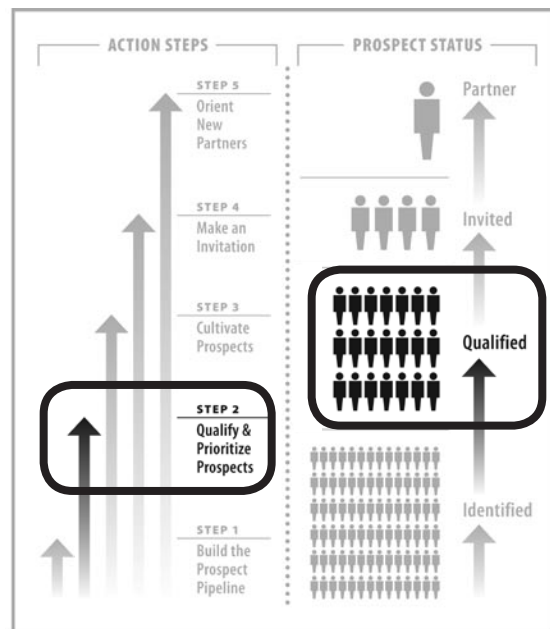 ACTION STEPS
STEP 5
Orient
New
Partners
STEP 4
Make an
Invitation
STEP 3
Cultivate
Prospects
STEP 2
Qualify &
Prioritize
Prospects
STEP 1
Build the
Prospect
Pipeline
PROSPECT STATUS
Partner
Invited
Qualified
Identified